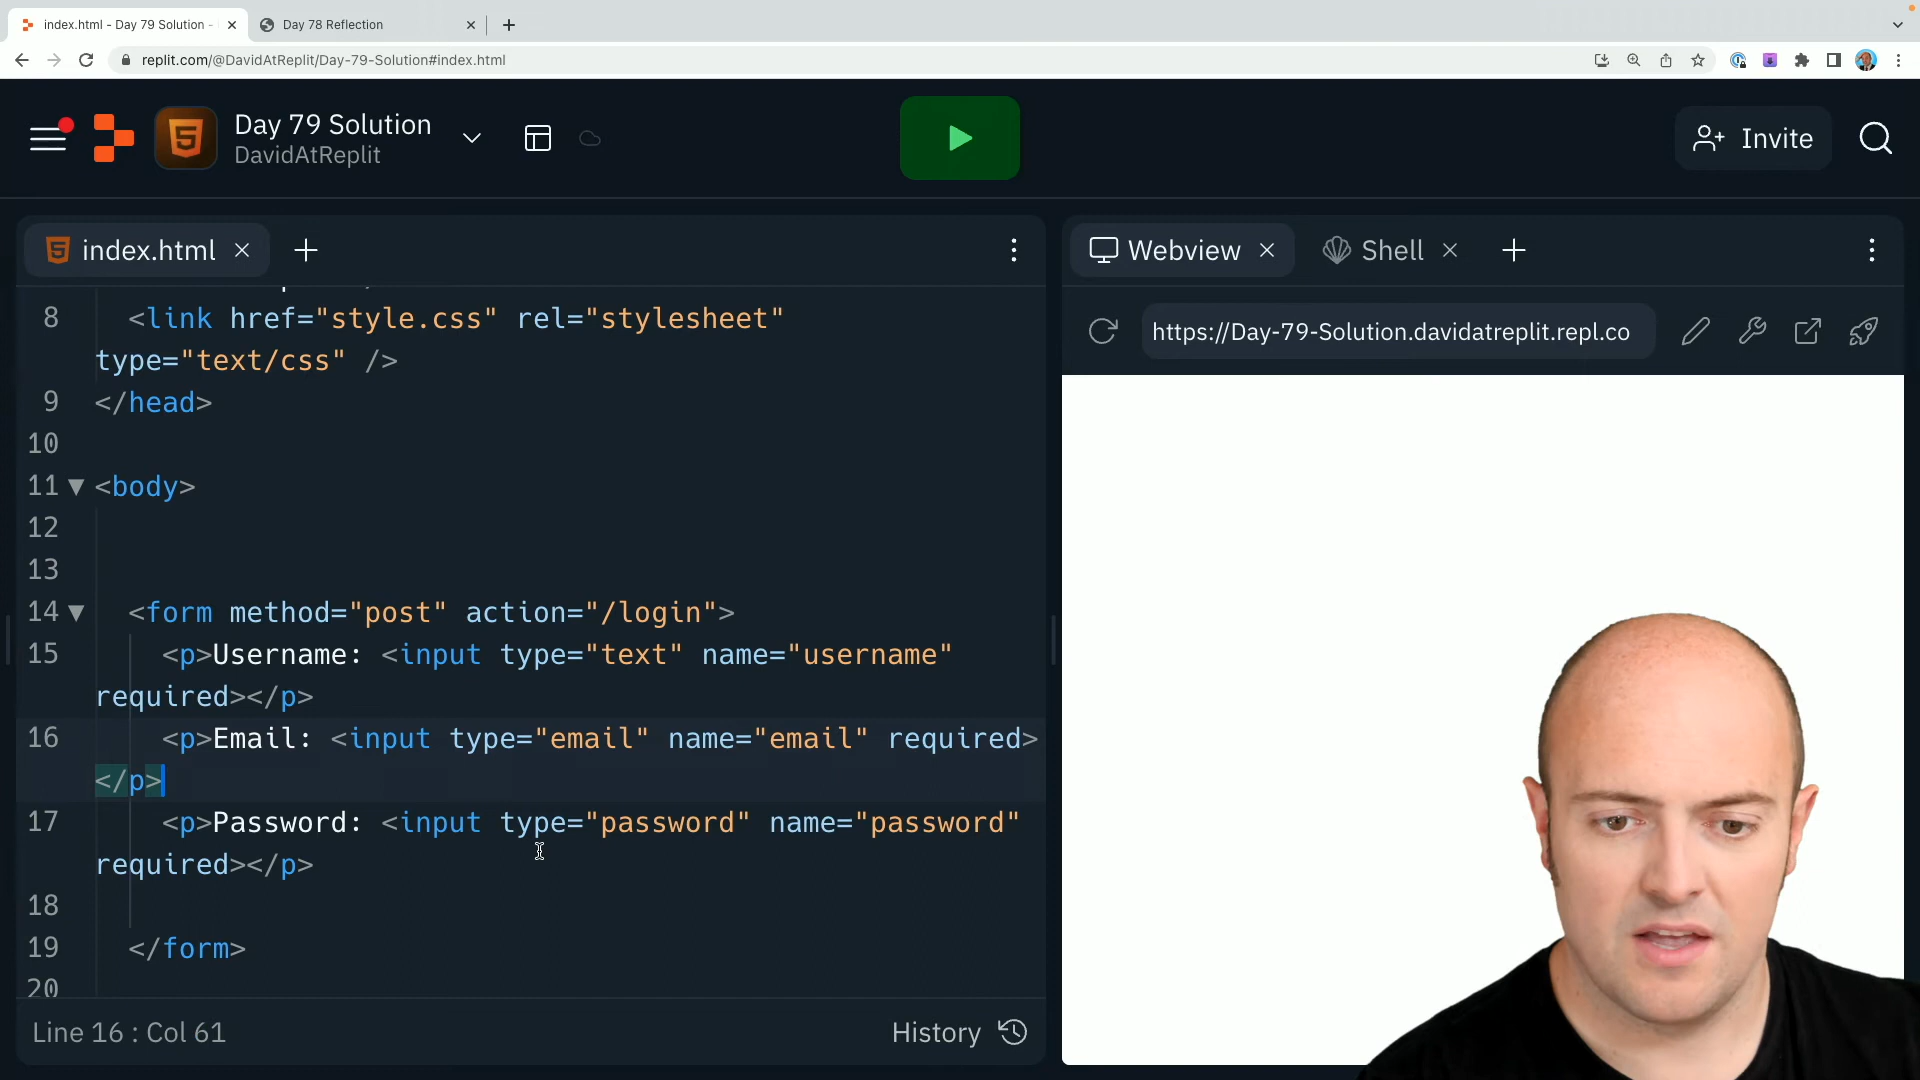 index.html - Day 79 Solution -
Day 78 Reflection
replit.com/@DavidAtReplit/Day-79-Solution#index.html
Day 79 Solution
DavidAtReplit
Invite
index.html
Webview
Shell
https://Day-79-Solution.davidatreplit.repl.co
8 <link href="style.css" rel="stylesheet"
type="text/css" />
9 </head>
10
11 <body>
12
13
14 <form method="post" action="/login">
15 <p>Username: <input type="text" name="username"
required></p>
16 <p>Email: <input type="email" name="email" required>
</p>
17 <p>Password: <input type="password" name="password"
required></p>
18
19 </form>
20
Line 16 : Col 61
History